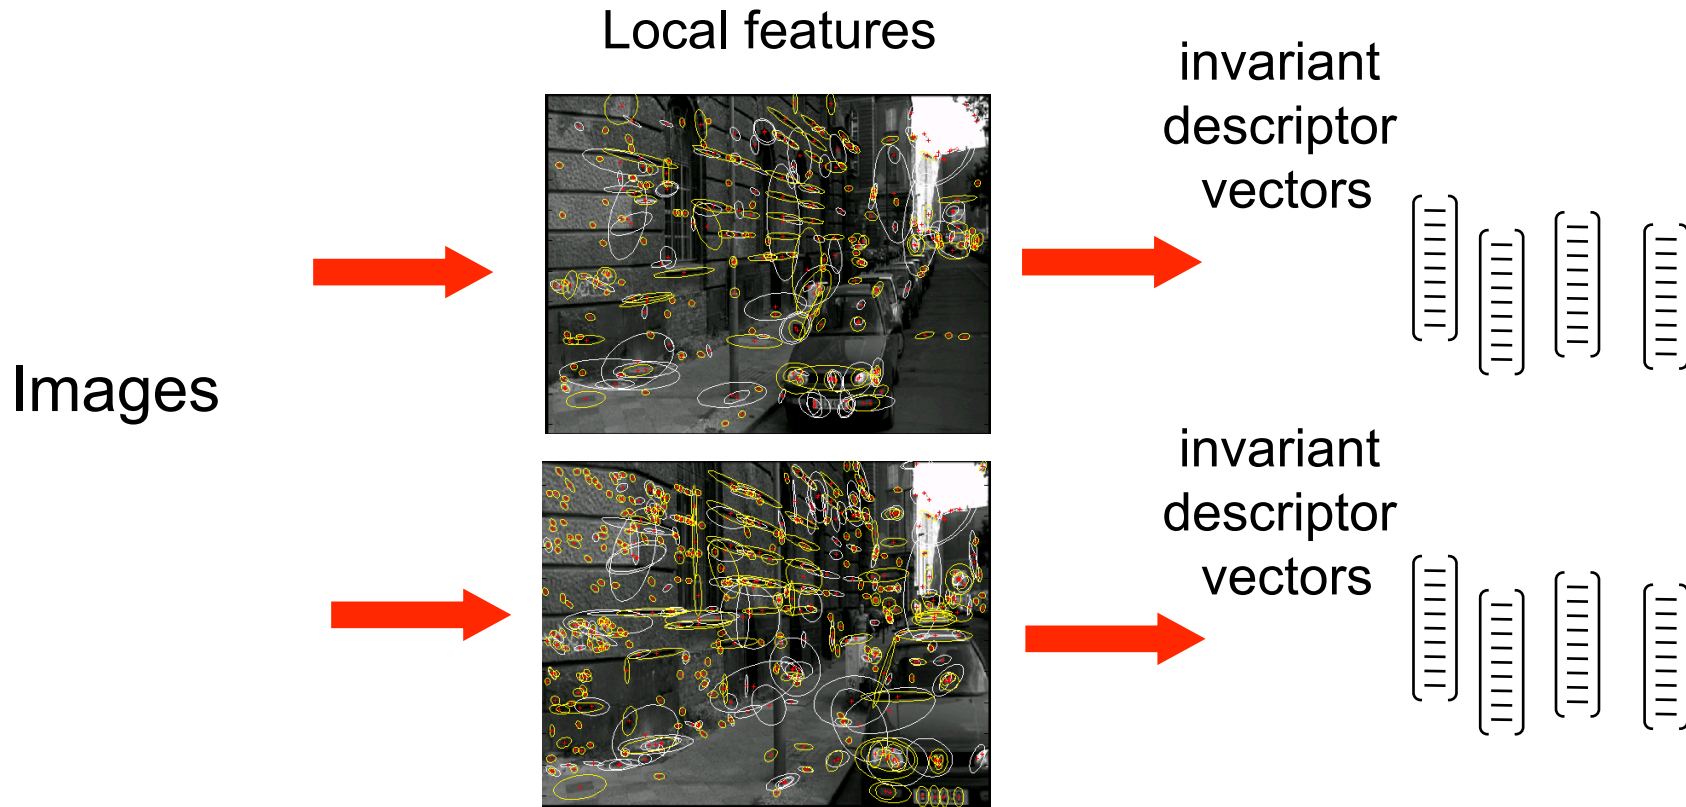 Local features
invariant
descriptor
vectors
Images
invariant
descriptor
vectors